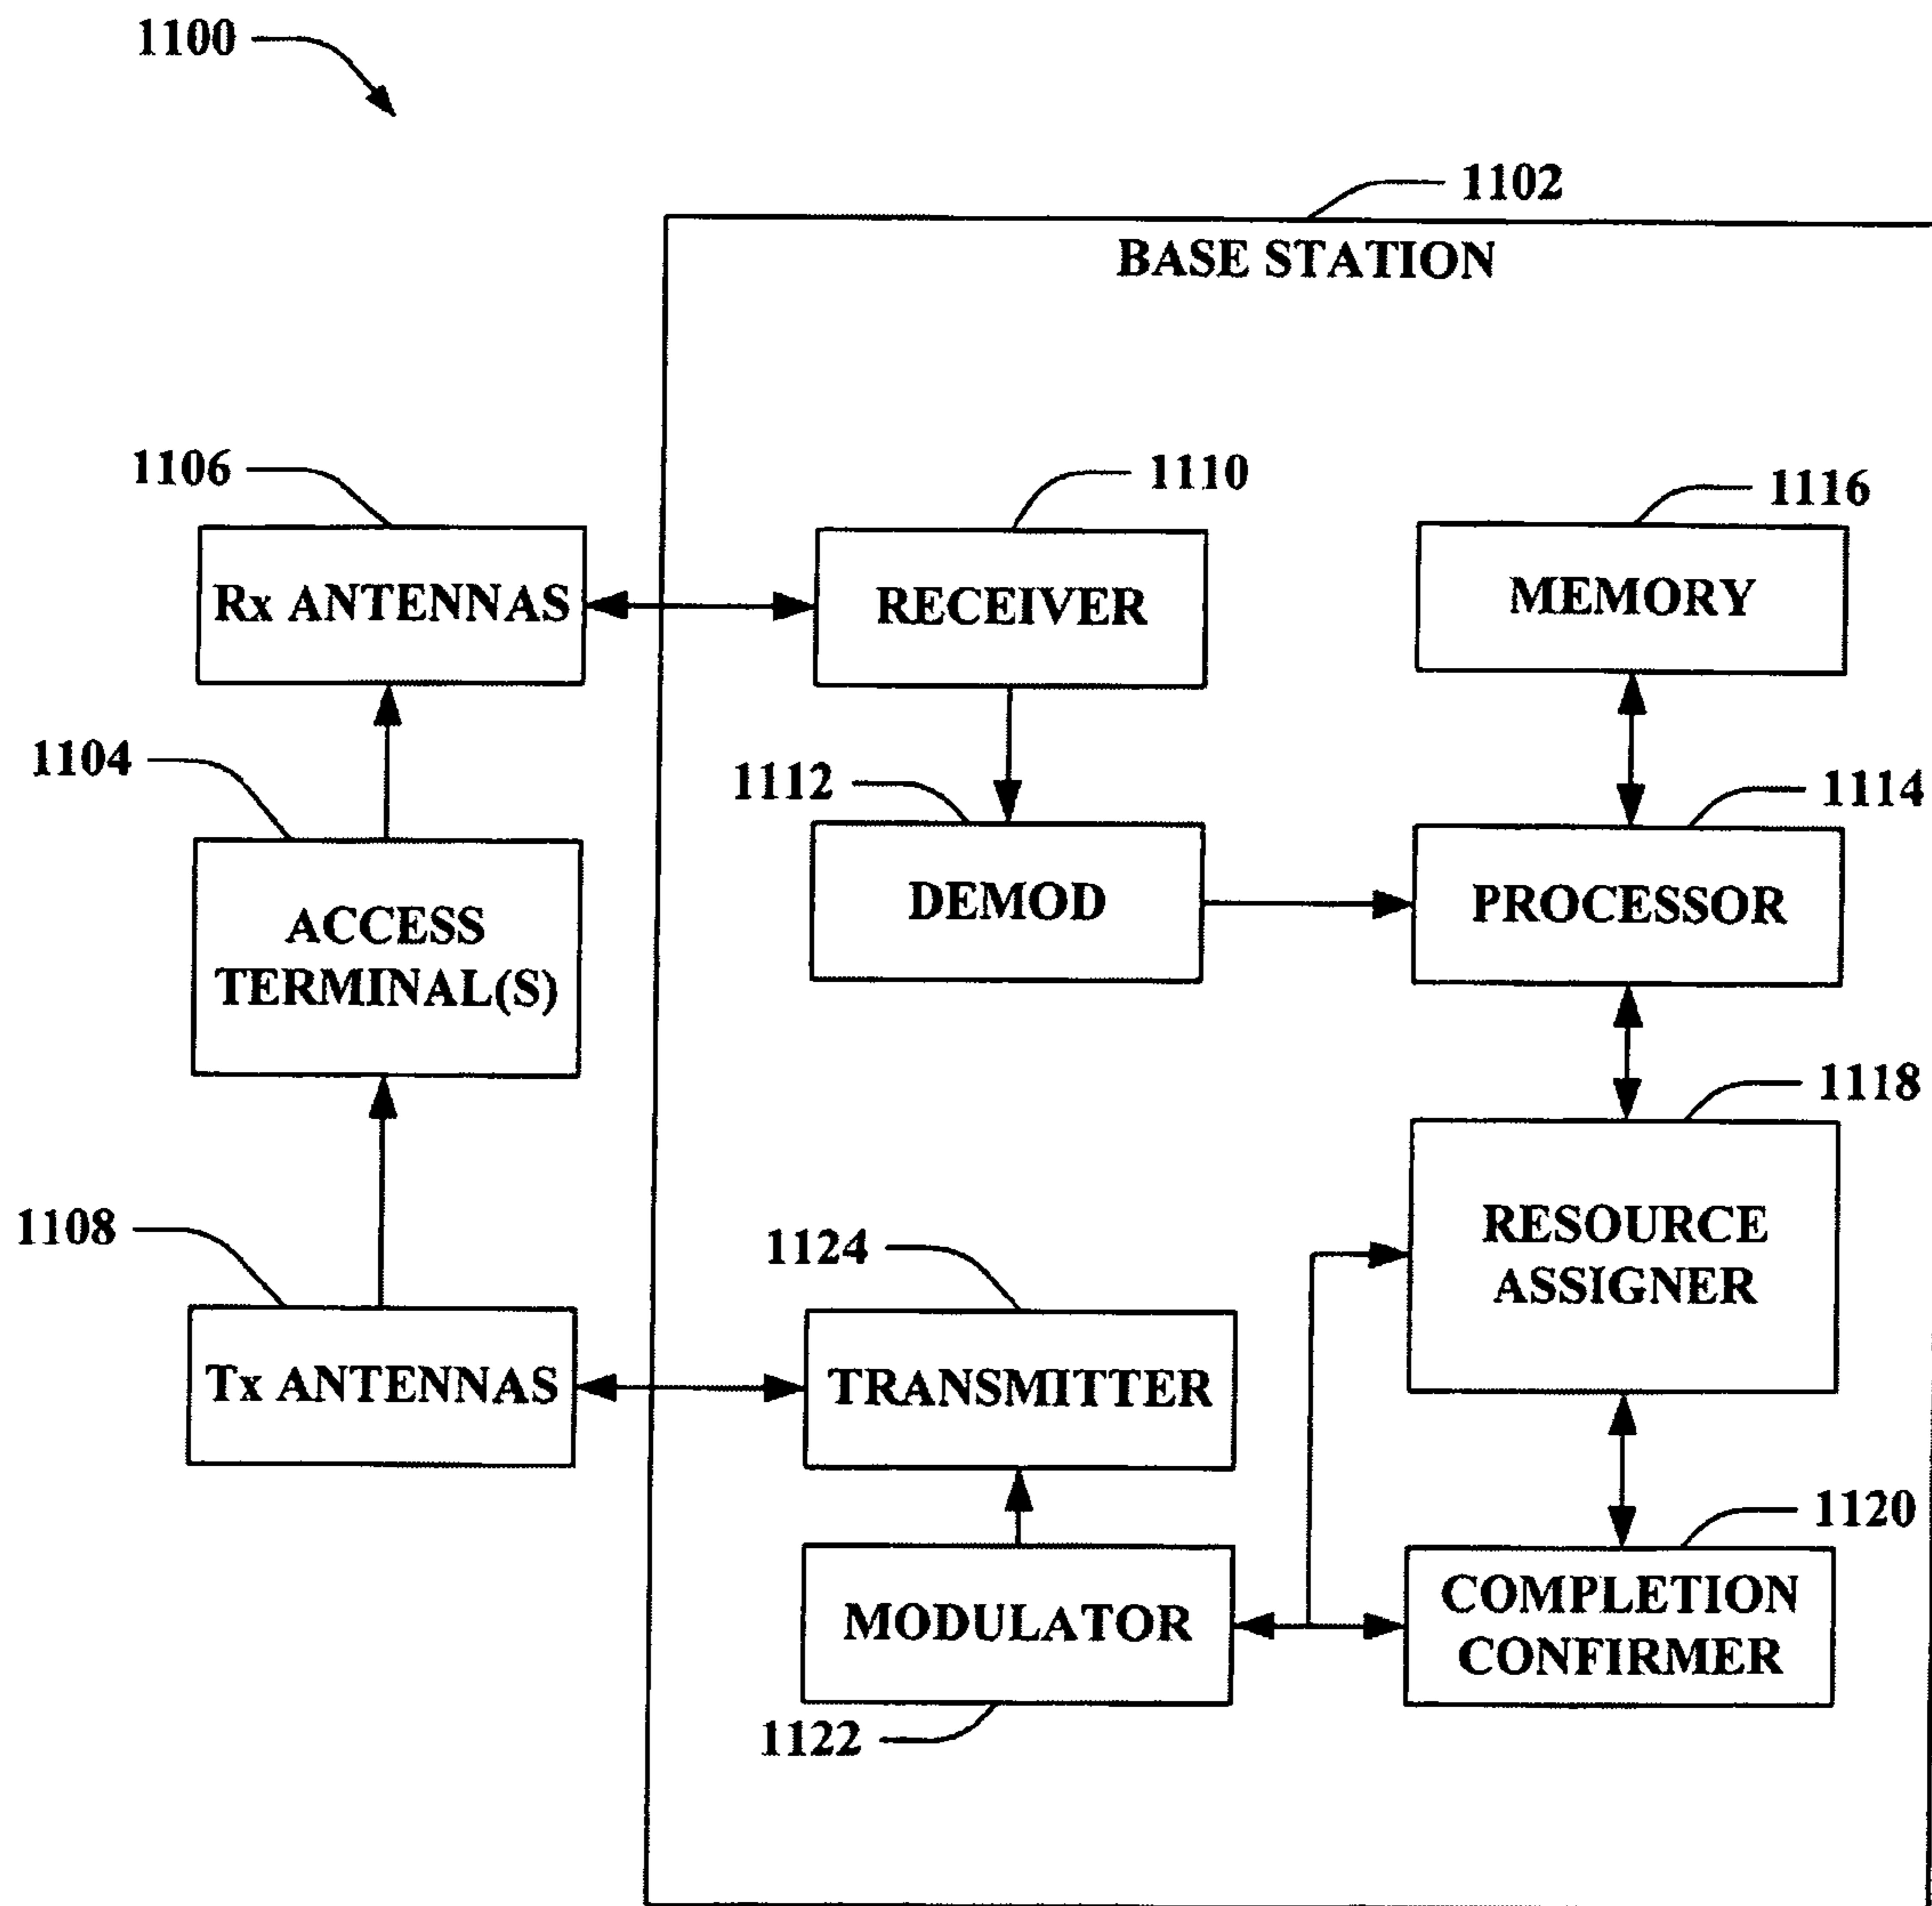 1100
1102
BASE STATION
1106
1110
1116
Rx ANTENNAS
RECEIVER
MEMORY
1104
1112
1114
ACCESS
TERMINAL(S)
DEMOD
PROCESSOR
1118
1108
1124
RESOURCE
ASSIGNER
Tx ANTENNAS
TRANSMITTER
1120
MODULATOR
COMPLETION
CONFIRMER
1122